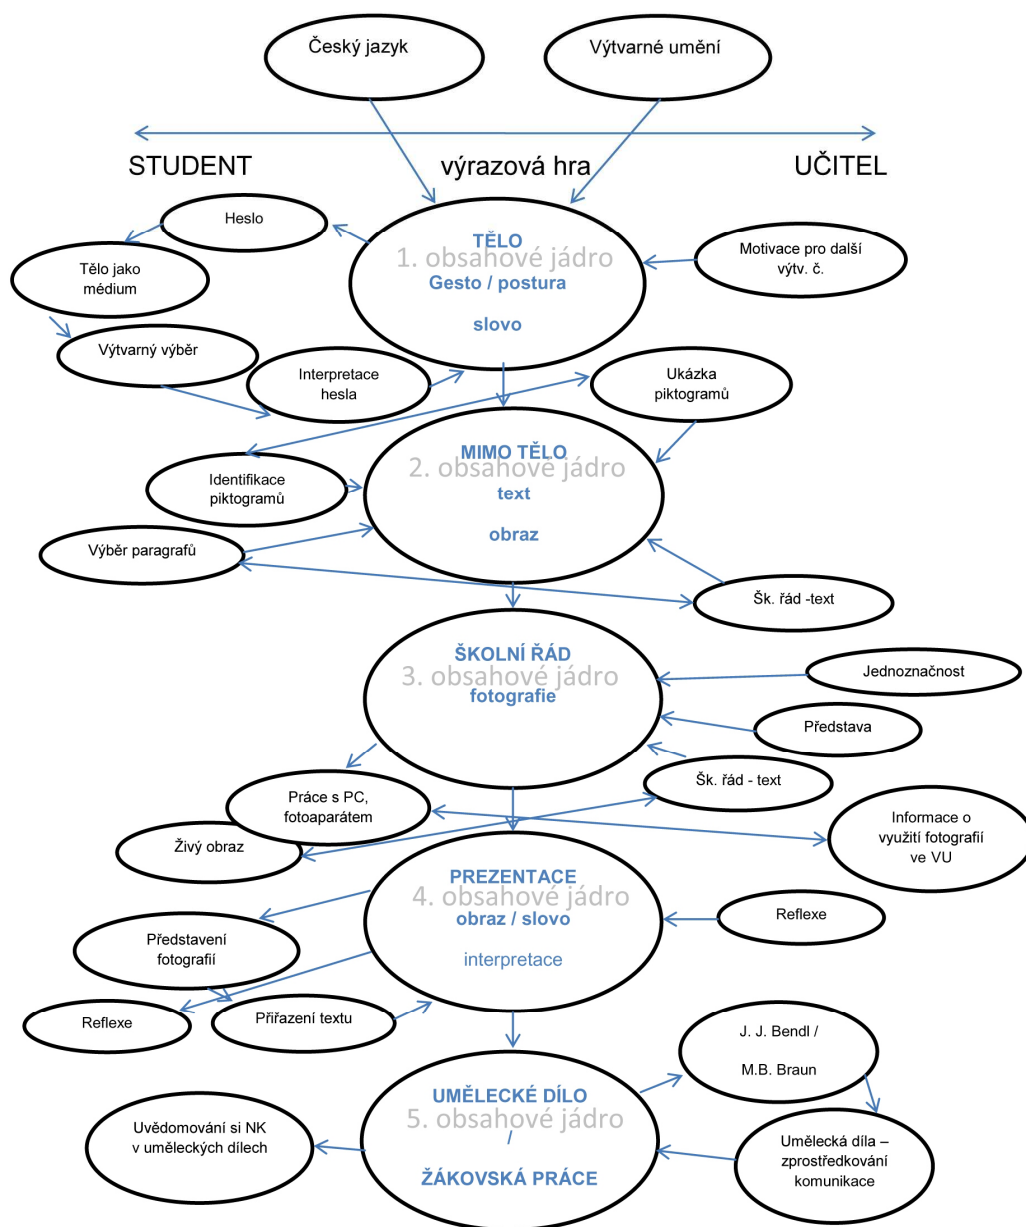 Český jazyk
Výtvarné umění
STUDENT
výrazová hra
UČITEL
Heslo
TĚLO
1. obsahové jádro
Gesto / postura
slovo
Motivace pro další
výtv. č.
Tělo jako
médium
Výtvarný výběr
Interpretace
hesla
Ukázka
piktogramů
MIMO TĚLO
2. obsahové jádro
text
obraz
Identifikace
piktogramů
Výběr paragrafů
Šk. řád -text
ŠKOLNÍ ŘÁD
3. obsahové jádro
fotografie
Jednoznačnost
Představa
Šk. řád - text
Práce s PC,
fotoaparátem
Živý obraz
Informace o
využití fotografií
ve VU
PREZENTACE
4. obsahové jádro
obraz / slovo
interpretace
Reflexe
Představení
fotografií
Reflexe
Přiřazení textu
J. J. Bendl /
M.B. Braun
UMĚLECKÉ DÍLO
5. obsahové jádro
/
ŽÁKOVSKÁ PRÁCE
Uvědomování si NK
v uměleckých dílech
Umělecká díla –
zprostředkování
komunikace